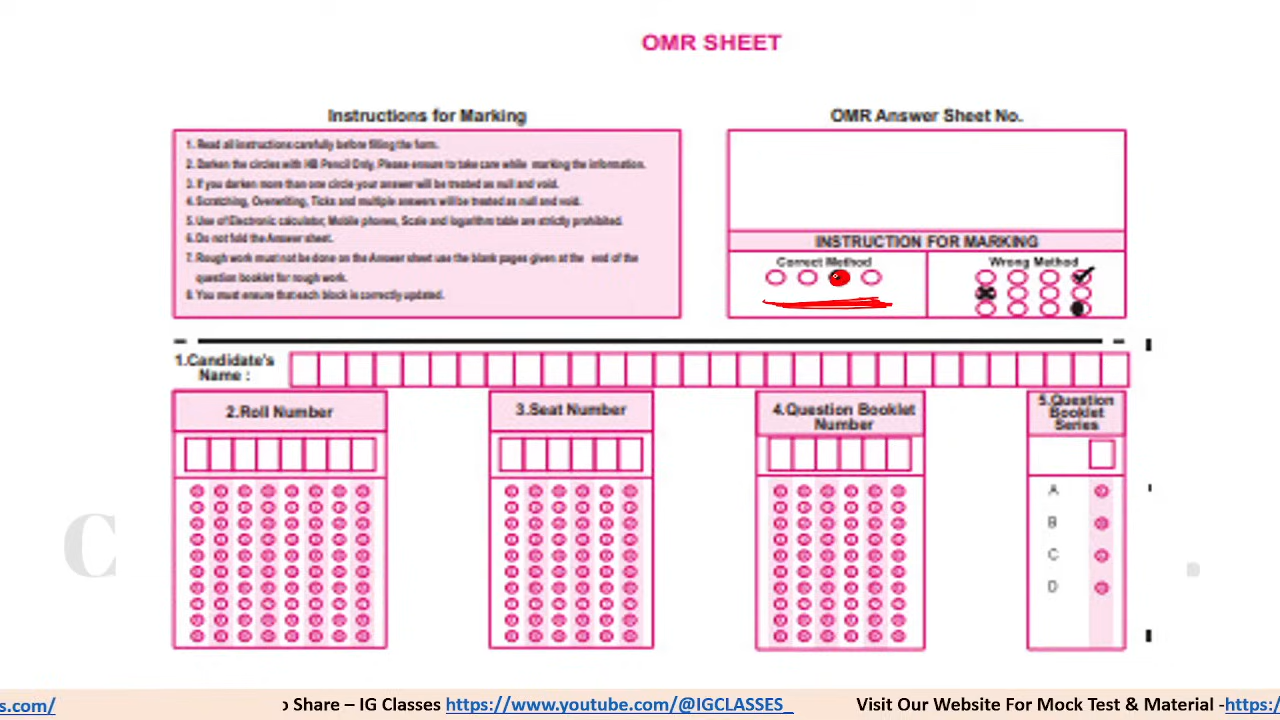 OMR SHEET
Instructions for Marking
1. Read all instructions carefully before filling the form.
2. Darken the circles with HB Pencil Only, Please ensure to take care while marking the information.
3. If you darken more than one circle your answer will be treated as null and void.
4. Scratching, Overwriting, Ticks and multiple answers will be treated as null and void.
5. Use of Electronic calculator, Mobile phones, Scale and logarithm table are strictly prohibited.
6. Do not fold the Answer sheet.
7. Rough work must not be done on the Answer sheet use the blank pages given at the end of the
question booklet for rough work.
8. You must ensure that each block is correctly updated.
OMR Answer Sheet No.
INSTRUCTION FOR MARKING
Correct Method
Wrong Method
1.Candidate's
Name :
2.Roll Number
3.Seat Number
4.Question Booklet
Number
5.Question
Booklet
Series
A
B
C
D
C
s.com/
Share – IG Classes https://www.youtube.com/@IGCLASSES_
Visit Our Website For Mock Test & Material -https:/